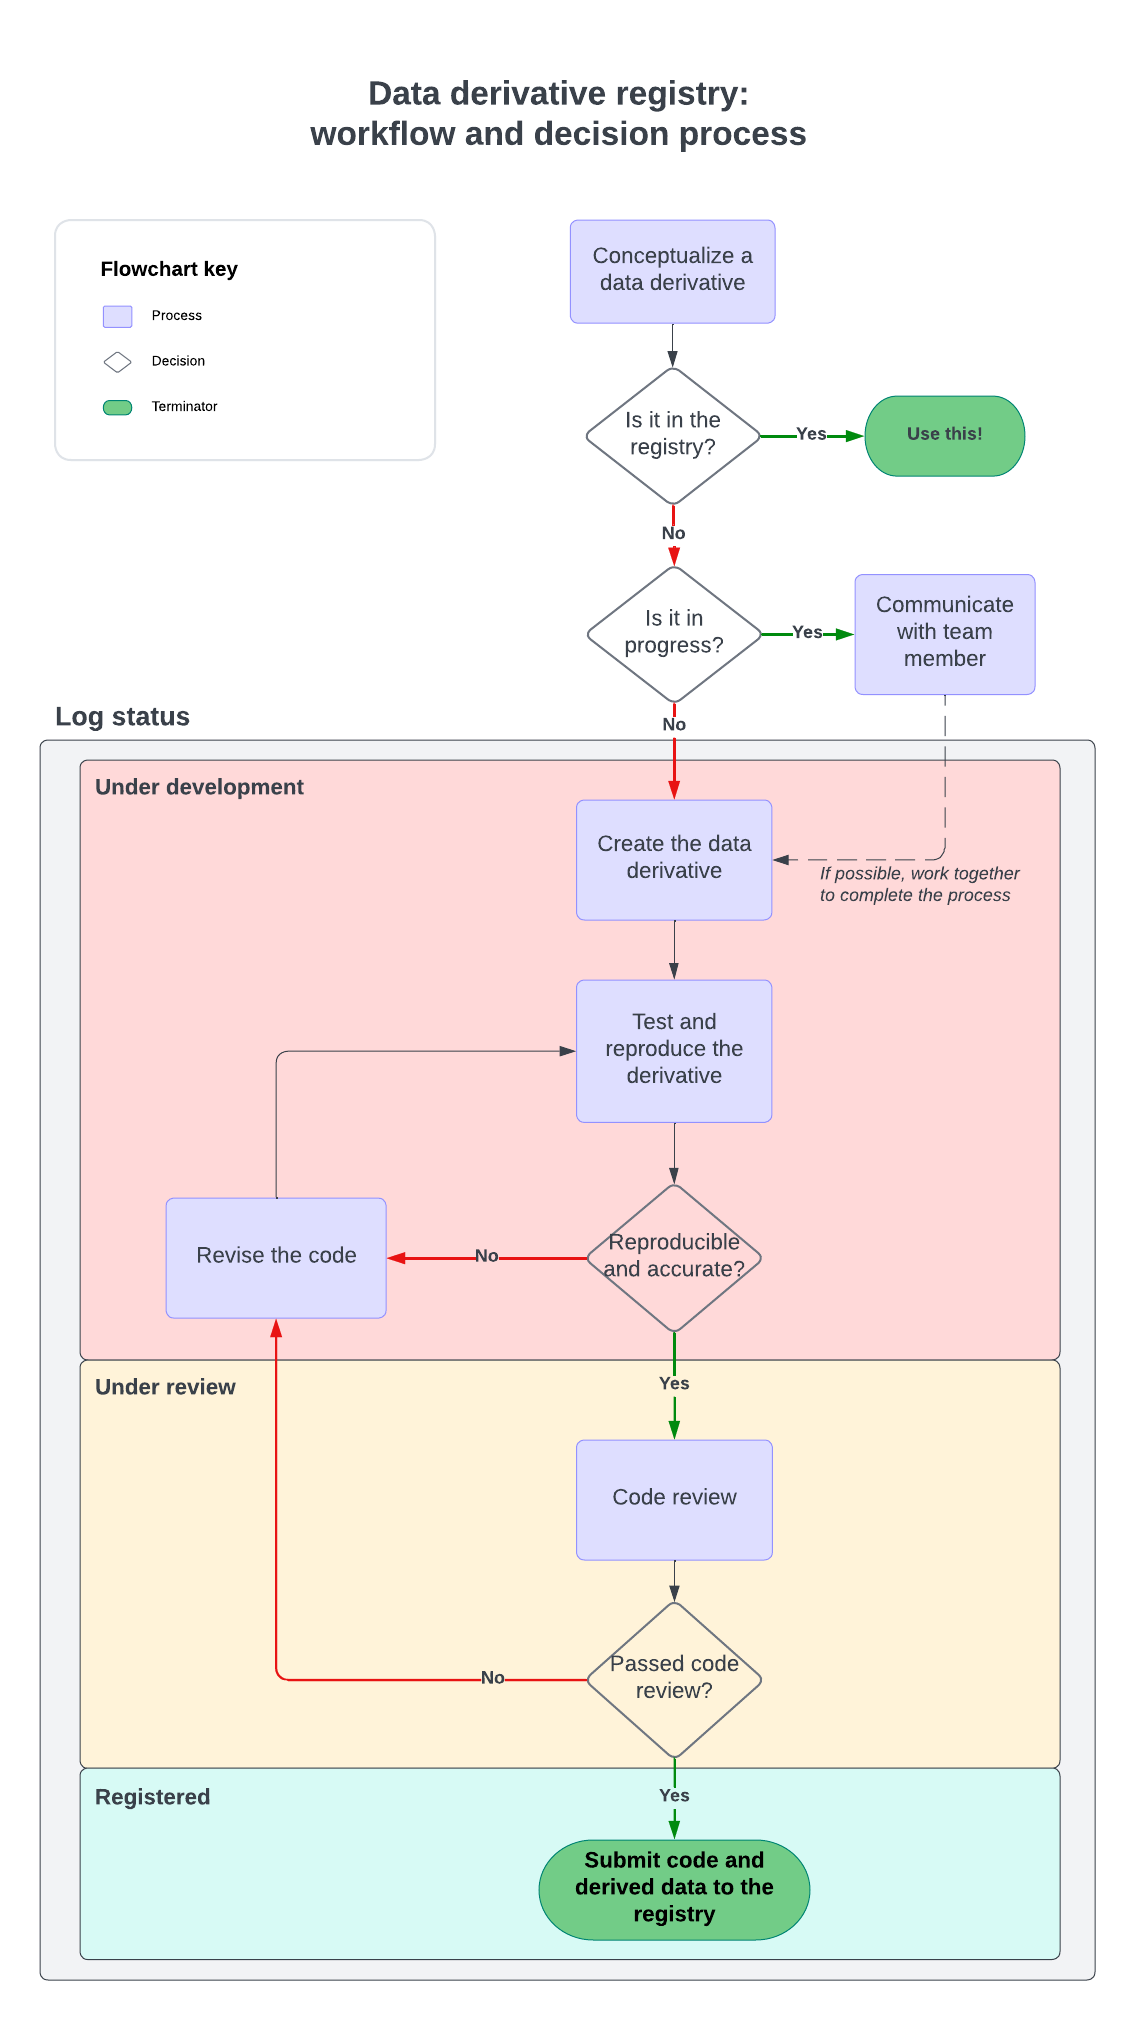 Data derivative registry:
workflow and decision process
Flowchart key
Process
Decision
Terminator
Conceptualize a
data derivative
Is it in the
registry?
Yes
Use this!
No
Is it in
progress?
Yes
Communicate
with team
member
No
Log status
Under development
Create the data
derivative
If possible, work together
to complete the process
Test and
reproduce the
derivative
Reproducible
and accurate?
No
Revise the code
Yes
Under review
Code review
Passed code
review?
No
Yes
Registered
Submit code and
derived data to the
registry